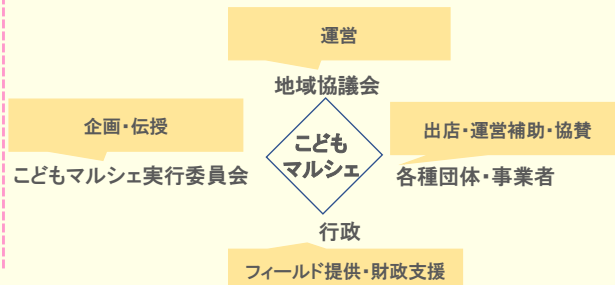 運営
地域協議会
企画・伝授
こどもマルシェ実行委員会
こども
マルシェ
出店・運営補助・協賛
各種団体・事業者
行政
フィールド提供・財政支援